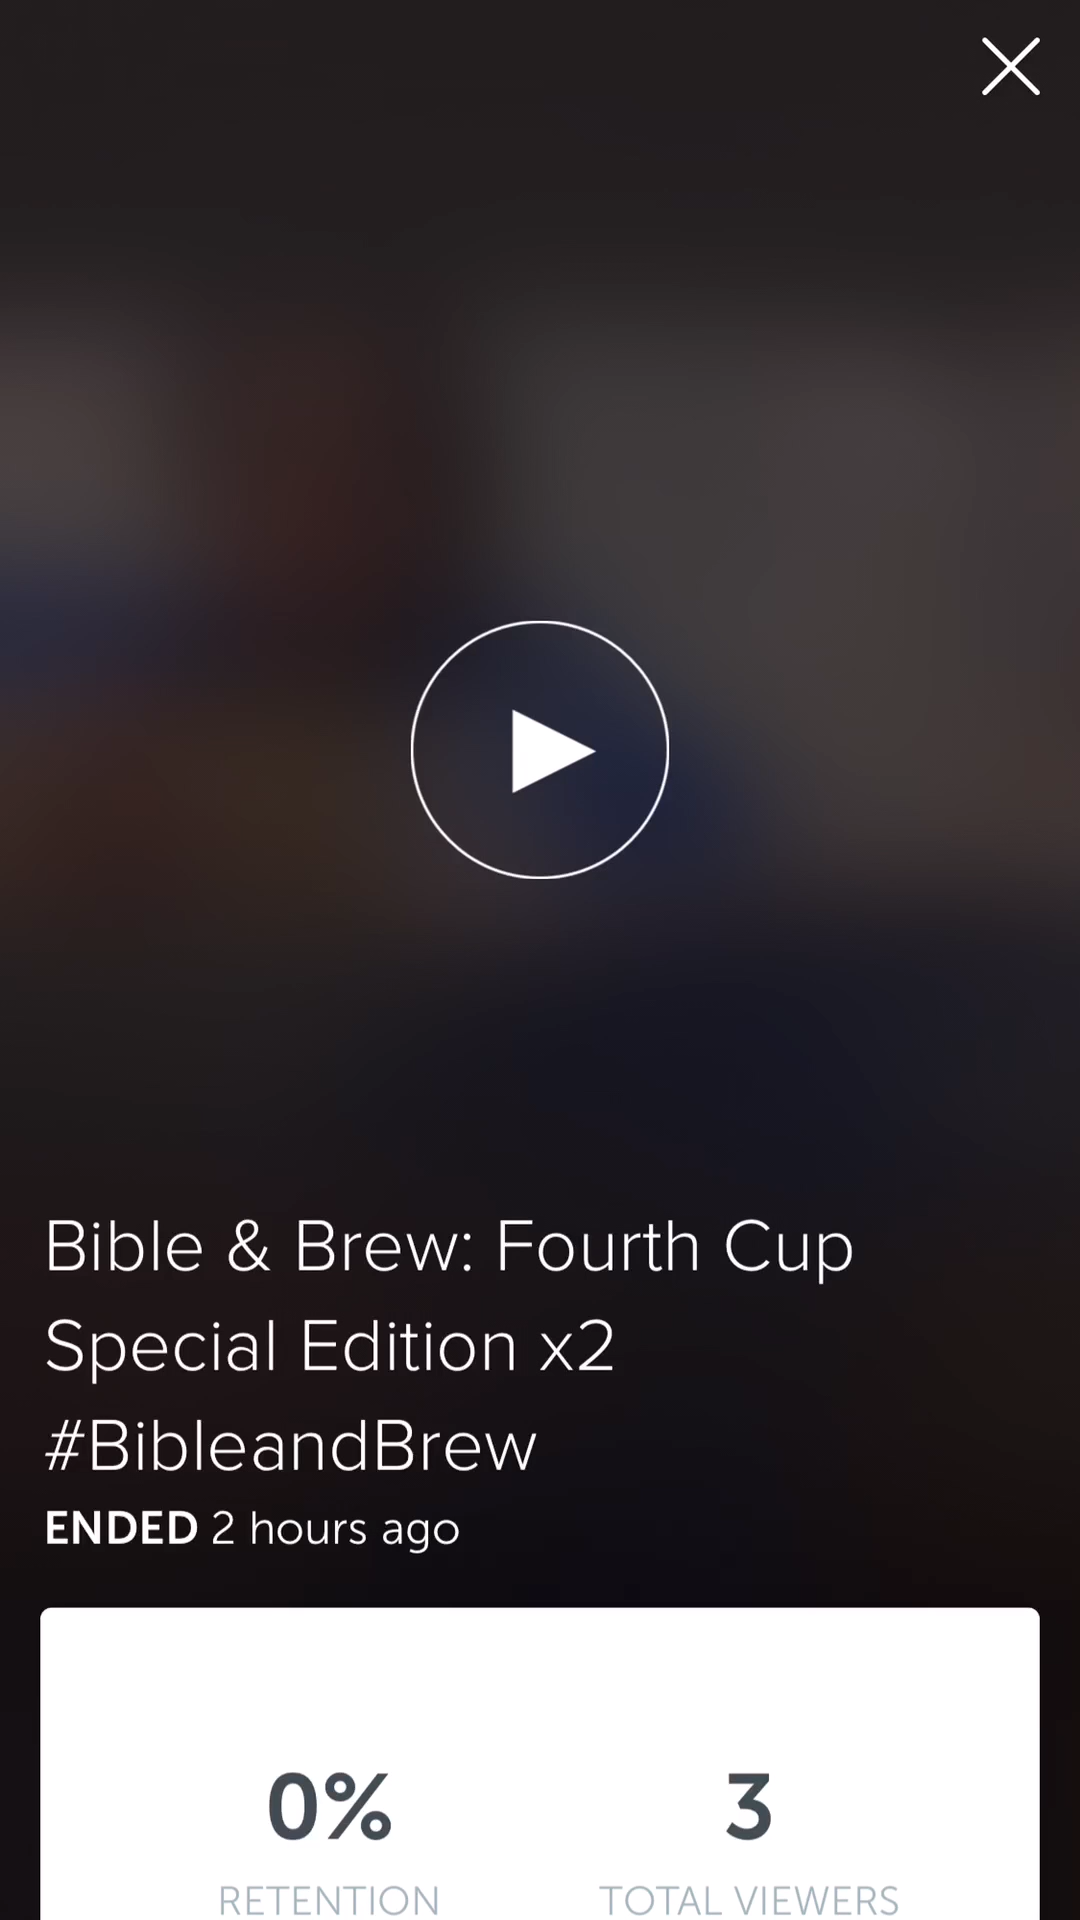 Bible & Brew: Fourth Cup
Special Edition x2
#BibleandBrew
ENDED 2 hours ago
0% 3
RETENTION TOTAL VIEWERS